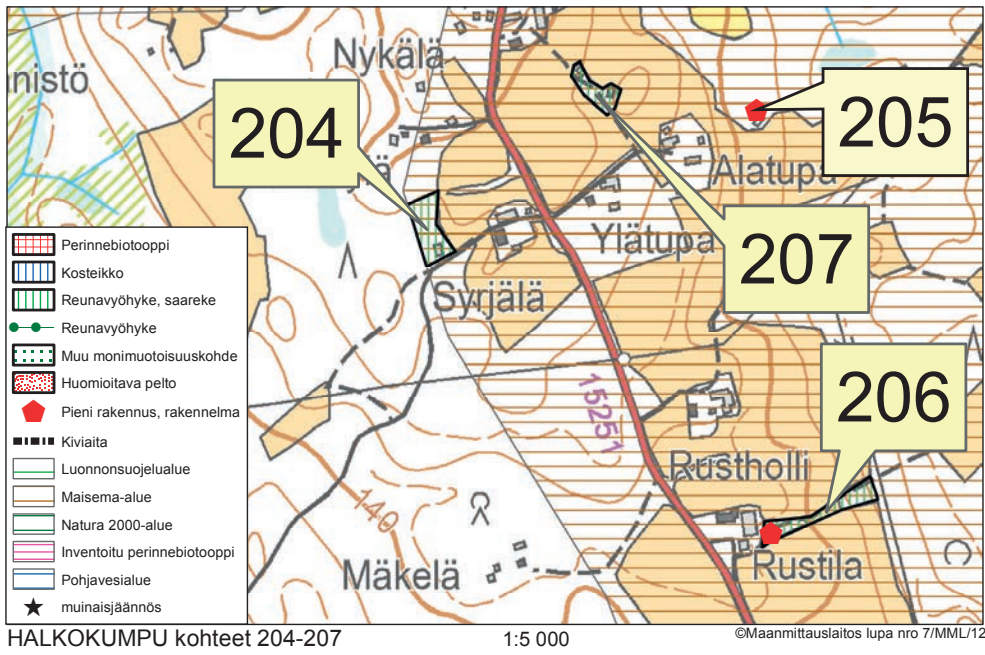 Nykälä
nistö
204
205
Alatupa
207
Ylätupa
Syrjälä
Perinnebiotooppi
Kosteikko
Reunavyöhyke, saareke
Reunavyöhyke
Muu monimuotoisuuskohde
Huomioitava pelto
Pieni rakennus, rakennelma
Kiviaita
Luonnonsuojelualue
Maisema-alue
Natura 2000-alue
Inventoitu perinnebiotooppi
Pohjavesialue
muinaisjäännös
15251
206
Rustholli
140
Mäkelä
Rustila
HALKOKUMPU kohteet 204-207
1:5 000
©Maanmittauslaitos lupa nro 7/MML/12